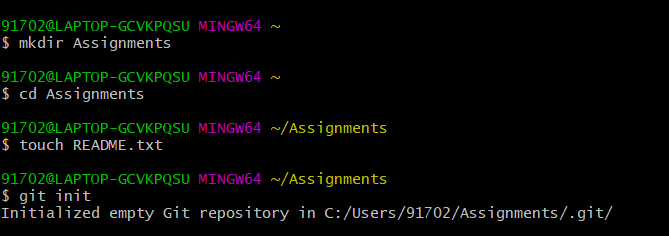 91702@LAPTOP-GCVKPQSU MINGW64 ~
$ mkdir Assignments
91702@LAPTOP-GCVKPQSU MINGW64 ~
$ cd Assignments
91702@LAPTOP-GCVKPQSU MINGW64 ~/Assignments
$ touch README.txt
91702@LAPTOP-GCVKPQSU MINGW64 ~/Assignments
$ git init
Initialized empty Git repository in C:/Users/91702/Assignments/.git/